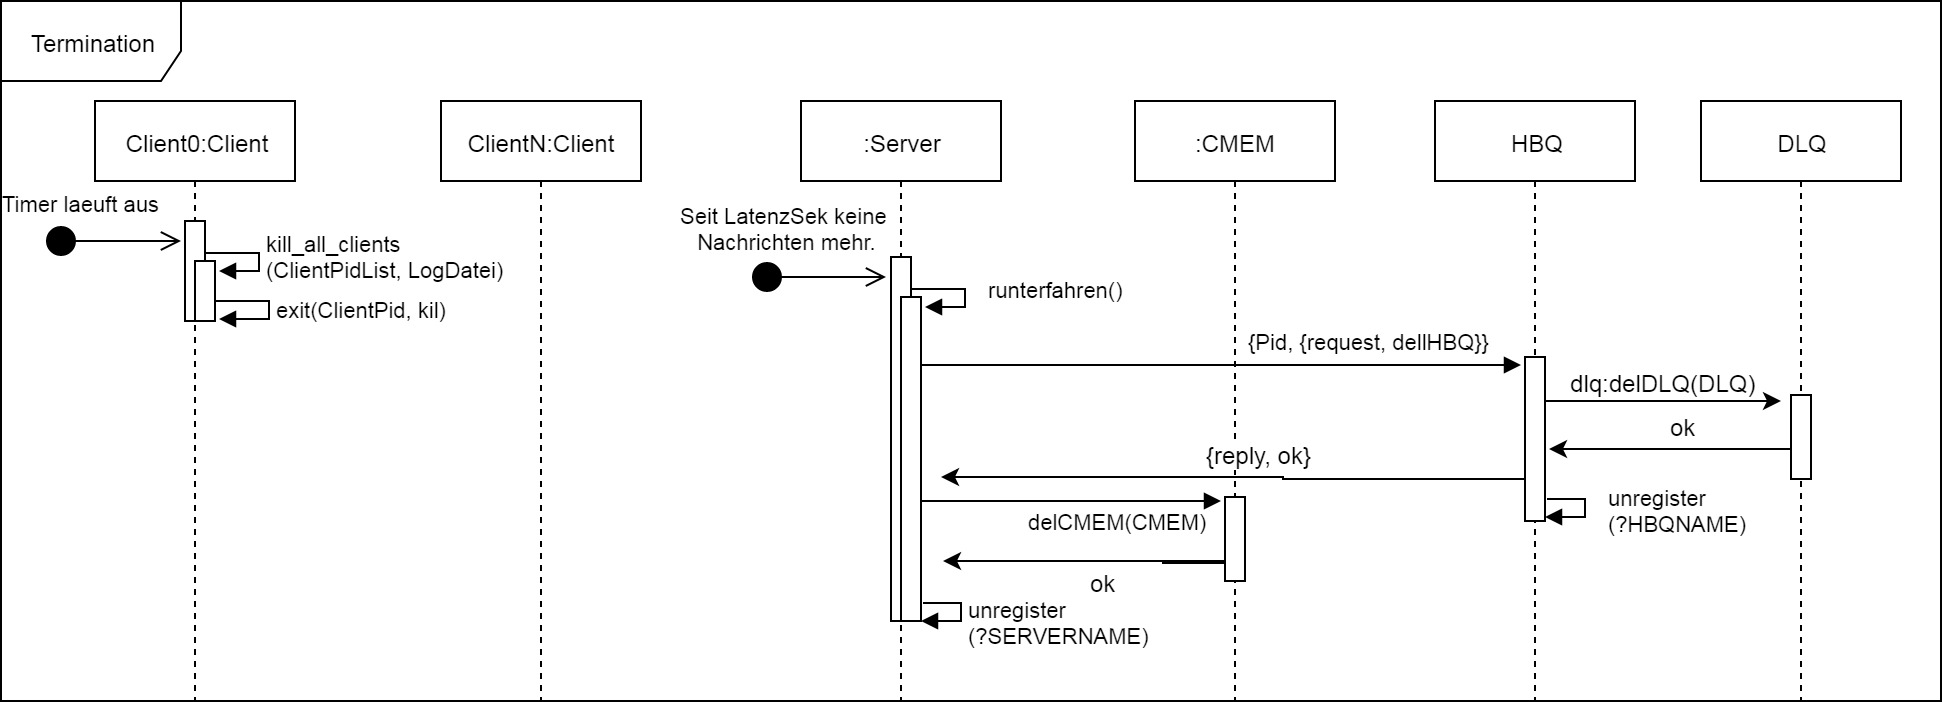 Termination
Client0:Client
ClientN:Client
:Server
:CMEM
HBQ
DLQ
Timer laeuft aus
kill_all_clients
(ClientPidList, LogDatei)
exit(ClientPid, kil)
Seit LatenzSek keine
Nachrichten mehr.
runterfahren()
{Pid, {request, dellHBQ}}
dlq:delDLQ(DLQ)
ok
{reply, ok}
delCMEM(CMEM)
unregister
(?HBQNAME)
ok
unregister
(?SERVERNAME)